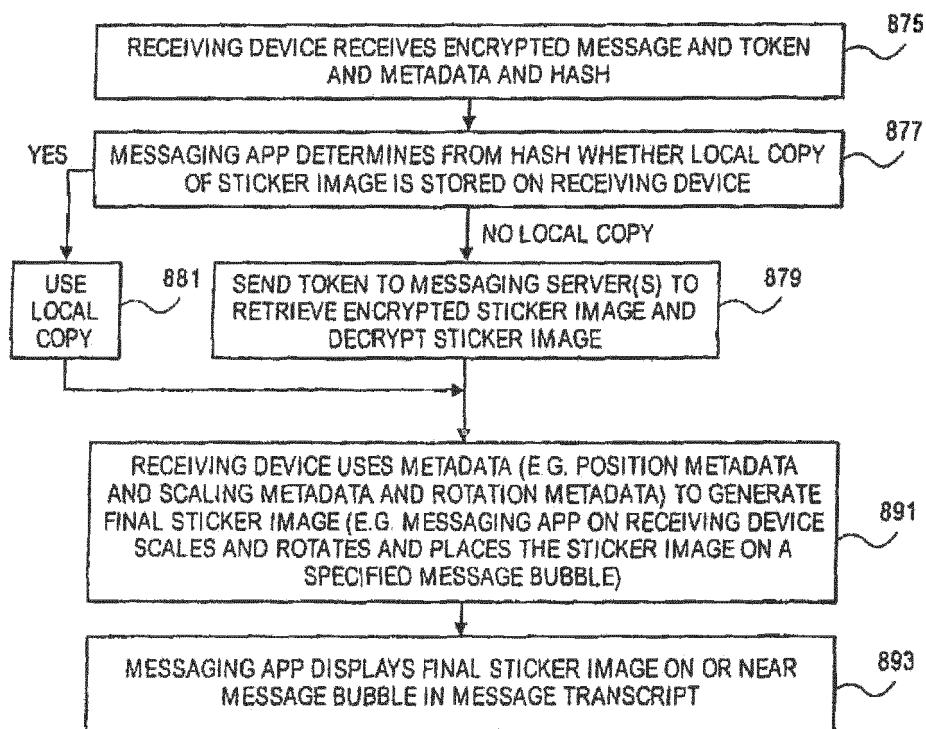 RECEIVING DEVICE RECEIVES ENCRYPTED MESSAGE AND TOKEN
AND METADATA AND HASH
875
YES
MESSAGING APP DETERMINES FROM HASH WHETHER LOCAL COPY
OF STICKER IMAGE IS STORED ON RECEIVING DEVICE
877
NO LOCAL COPY
USE
LOCAL
COPY
881
SEND TOKEN TO MESSAGING SERVER(S) TO
RETRIEVE ENCRYPTED STICKER IMAGE AND
DECRYPT STICKER IMAGE
879
RECEIVING DEVICE USES METADATA (E.G. POSITION METADATA
AND SCALING METADATA AND ROTATION METADATA) TO GENERATE
FINAL STICKER IMAGE (E.G. MESSAGING APP ON RECEIVING DEVICE
SCALES AND ROTATES AND PLACES THE STICKER IMAGE ON A
SPECIFIED MESSAGE BUBBLE)
891
MESSAGING APP DISPLAYS FINAL STICKER IMAGE ON OR NEAR
MESSAGE BUBBLE IN MESSAGE TRANSCRIPT
893